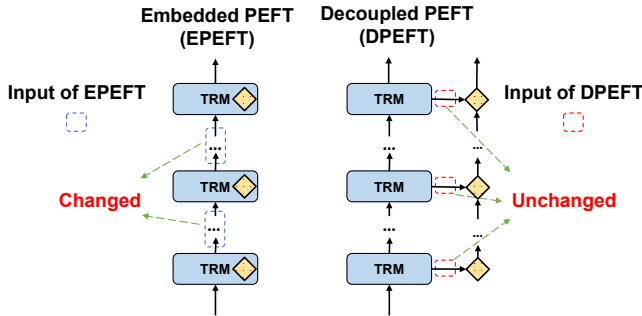 Embedded PEFT
(EPEFT)
Decoupled PEFT
(DPEFT)
Input of EPEFT
TRM
TRM
Input of DPEFT
...
...
...
Changed
TRM
TRM
Unchanged
...
...
...
TRM
TRM